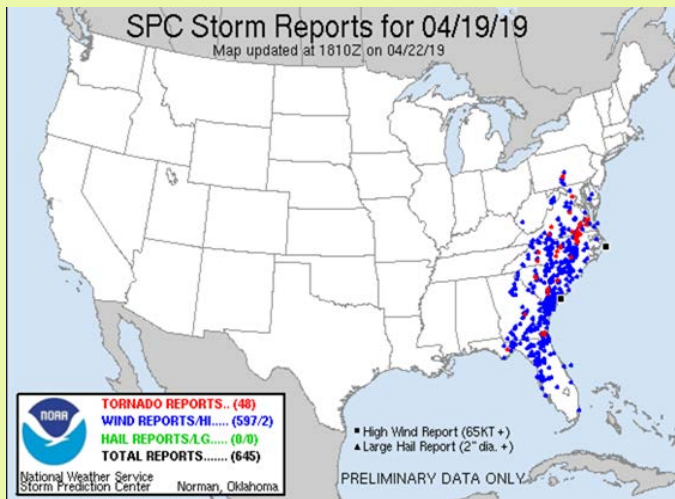 SPC Storm Reports for 04/19/19
Map updated at 1810Z on 04/22/19
NOAA
TORNADO REPORTS.. (48)
WIND REPORTS/HI..... (597/2)
HAIL REPORTS/LG.... (0/0)
TOTAL REPORTS....... (645)
National Weather Service
Storm Prediction Center Norman, Oklahoma
High Wind Report (65KT +)
Large Hail Report (2" dia. +)
PRELIMINARY DATA ONLY